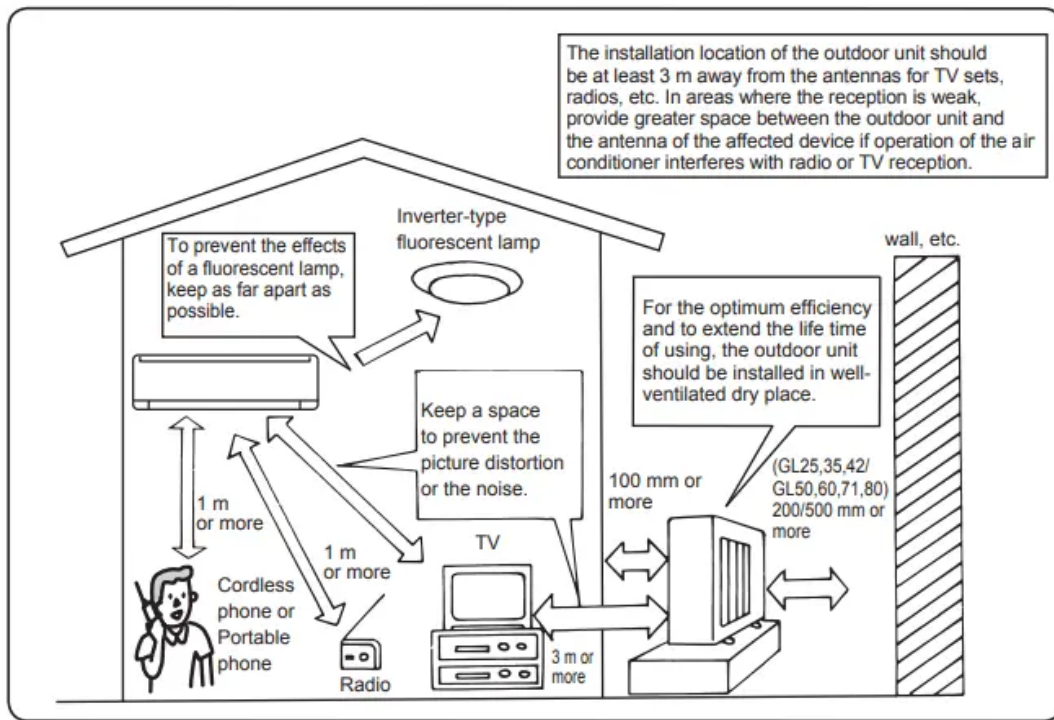 The installation location of the outdoor unit should
be at least 3 m away from the antennas for TV sets,
radios, etc. In areas where the reception is weak,
provide greater space between the outdoor unit and
the antenna of the affected device if operation of the air
conditioner interferes with radio or TV reception.
Inverter-type
fluorescent lamp
To prevent the effects
of a fluorescent lamp,
keep as far apart as
possible.
wall, etc.
For the optimum efficiency
and to extend the life time
of using, the outdoor unit
should be installed in well-
ventilated dry place.
Keep a space
to prevent the
picture distortion
or the noise.
100 mm or
more
(GL25,35,42/
GL50,60,71,80)
200/500 mm or
more
1 m
or more
1 m
or more
TV
Cordless
phone or
Portable
phone
Radio
3 m or
more